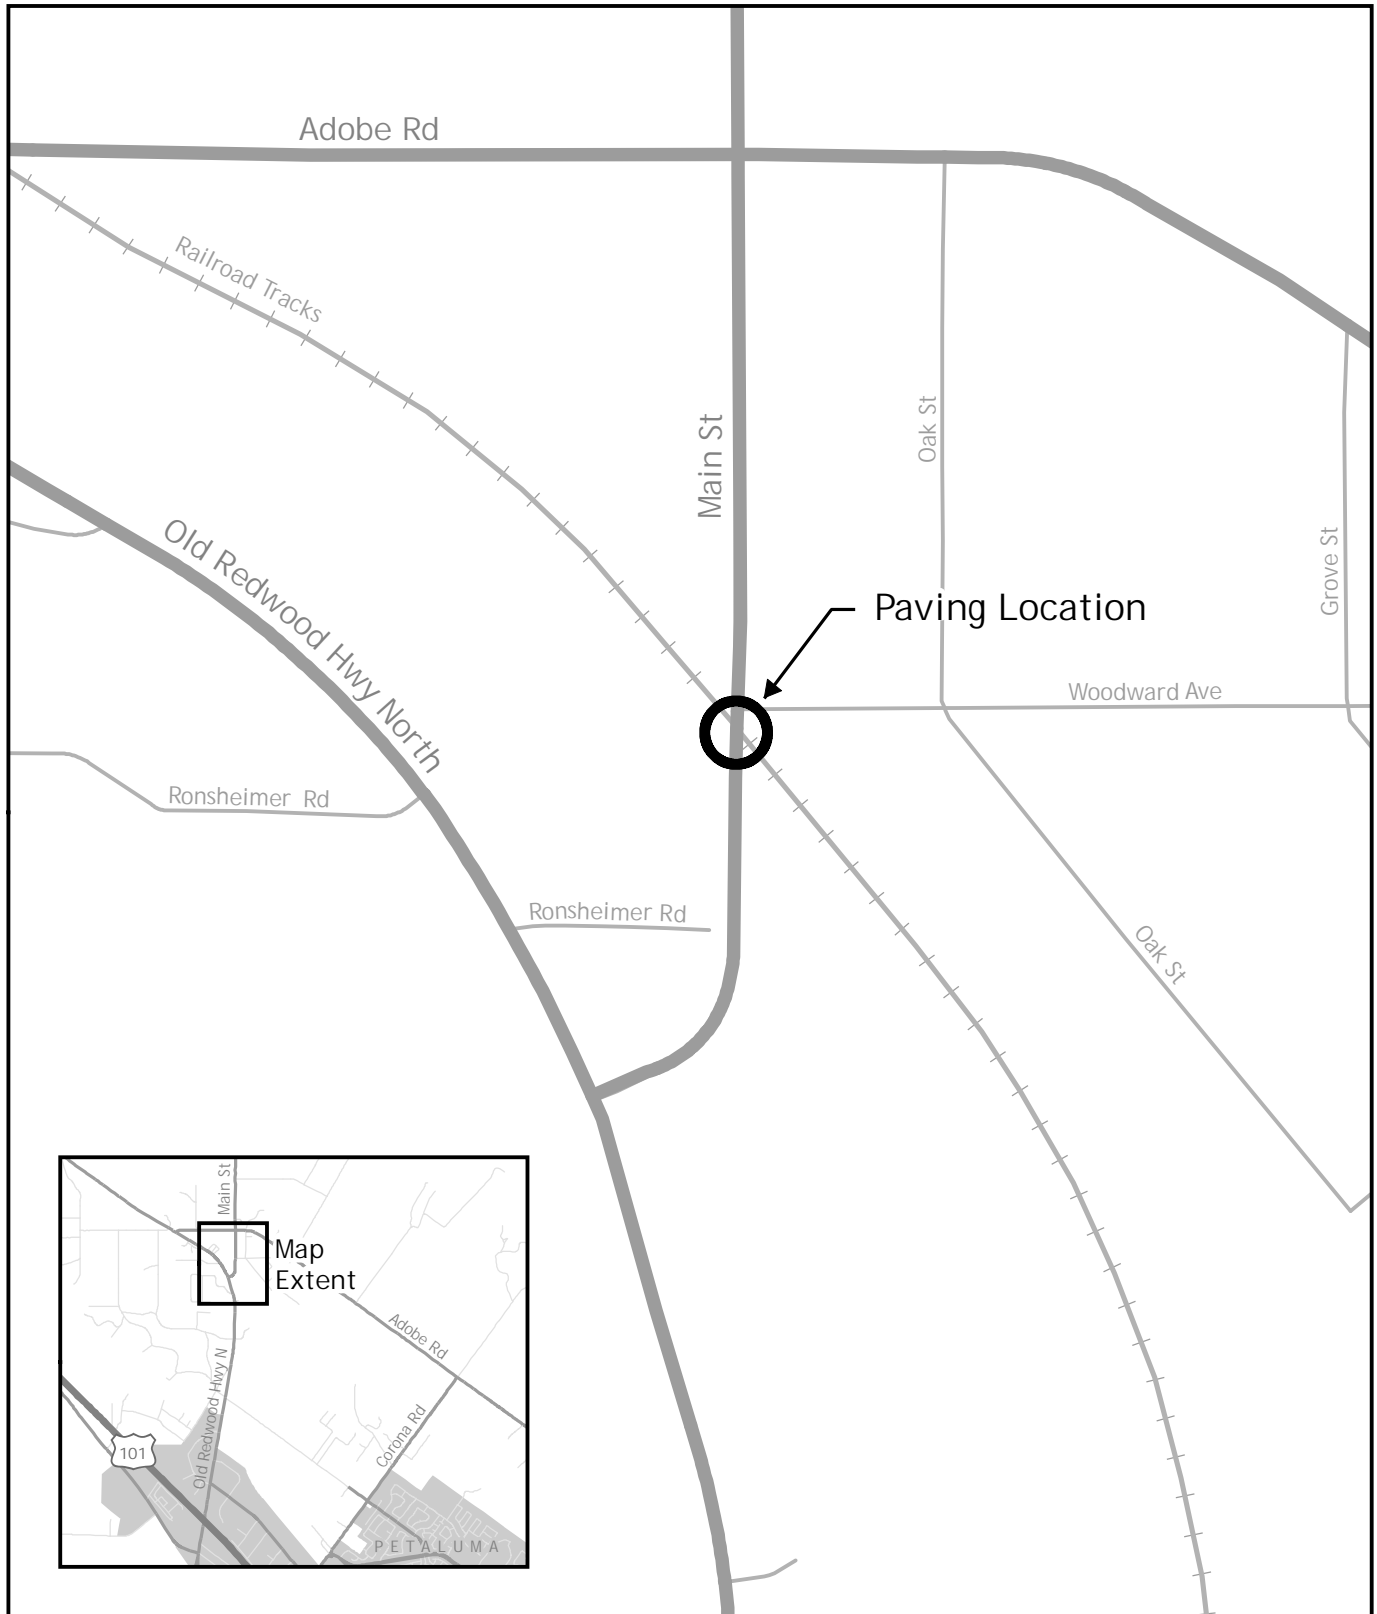 Adobe Rd
Railroad Tracks
Main St
Oak St
Grove St
Old Redwood Hwy North
Paving Location
Woodward Ave
Ronsheimer Rd
Ronsheimer Rd
Oak St
Main St
Map
Extent
Adobe Rd
Old Redwood Hwy N
Corona Rd
101
PETALUMA